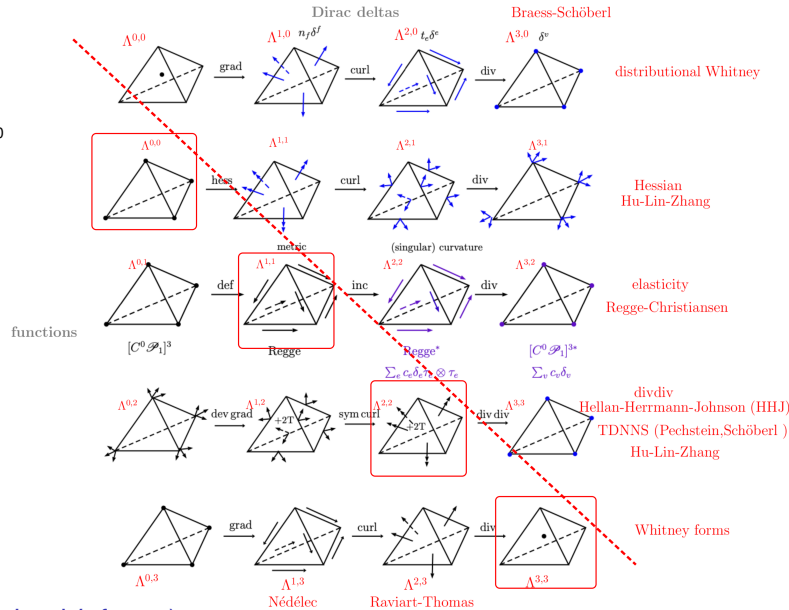 Dirac deltas
Braess-Schöberl
Λ^{0,0}
Λ^{1,0} n_f δ^f
Λ^{2,0} t_e δ^e
Λ^{3,0} δ^v
grad
curl
div
distributional Whitney
0
Λ^{0,0}
Λ^{1,1}
Λ^{2,1}
Λ^{3,1}
hess
curl
div
Hessian
Hu-Lin-Zhang
metric
(singular) curvature
Λ^{0,1}
Λ^{1,1}
Λ^{2,2}
Λ^{3,2}
def
inc
div
elasticity
Regge-Christiansen
functions
[C^0 𝒫_1]^3
Regge
Regge*
[C^0 𝒫_1]^{3*}
∑_e c_e δ_e τ_e ⊗ τ_e
∑_v c_v δ_v
Λ^{0,2}
Λ^{1,2}
Λ^{2,2}
Λ^{3,3}
dev grad
+2T
sym curl
+2T
div div
divdiv
Hellan-Herrmann-Johnson (HHJ)
TDNNS (Pechstein,Schöberl )
Hu-Lin-Zhang
grad
curl
div
Whitney forms
Λ^{0,3}
Λ^{1,3}
Λ^{2,3}
Λ^{3,3}
Nédélec
Raviart-Thomas